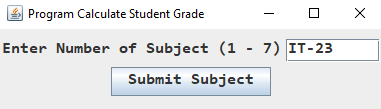 Program Calculate Student Grade
Enter Number of Subject (1 - 7) IT-23
Submit Subject